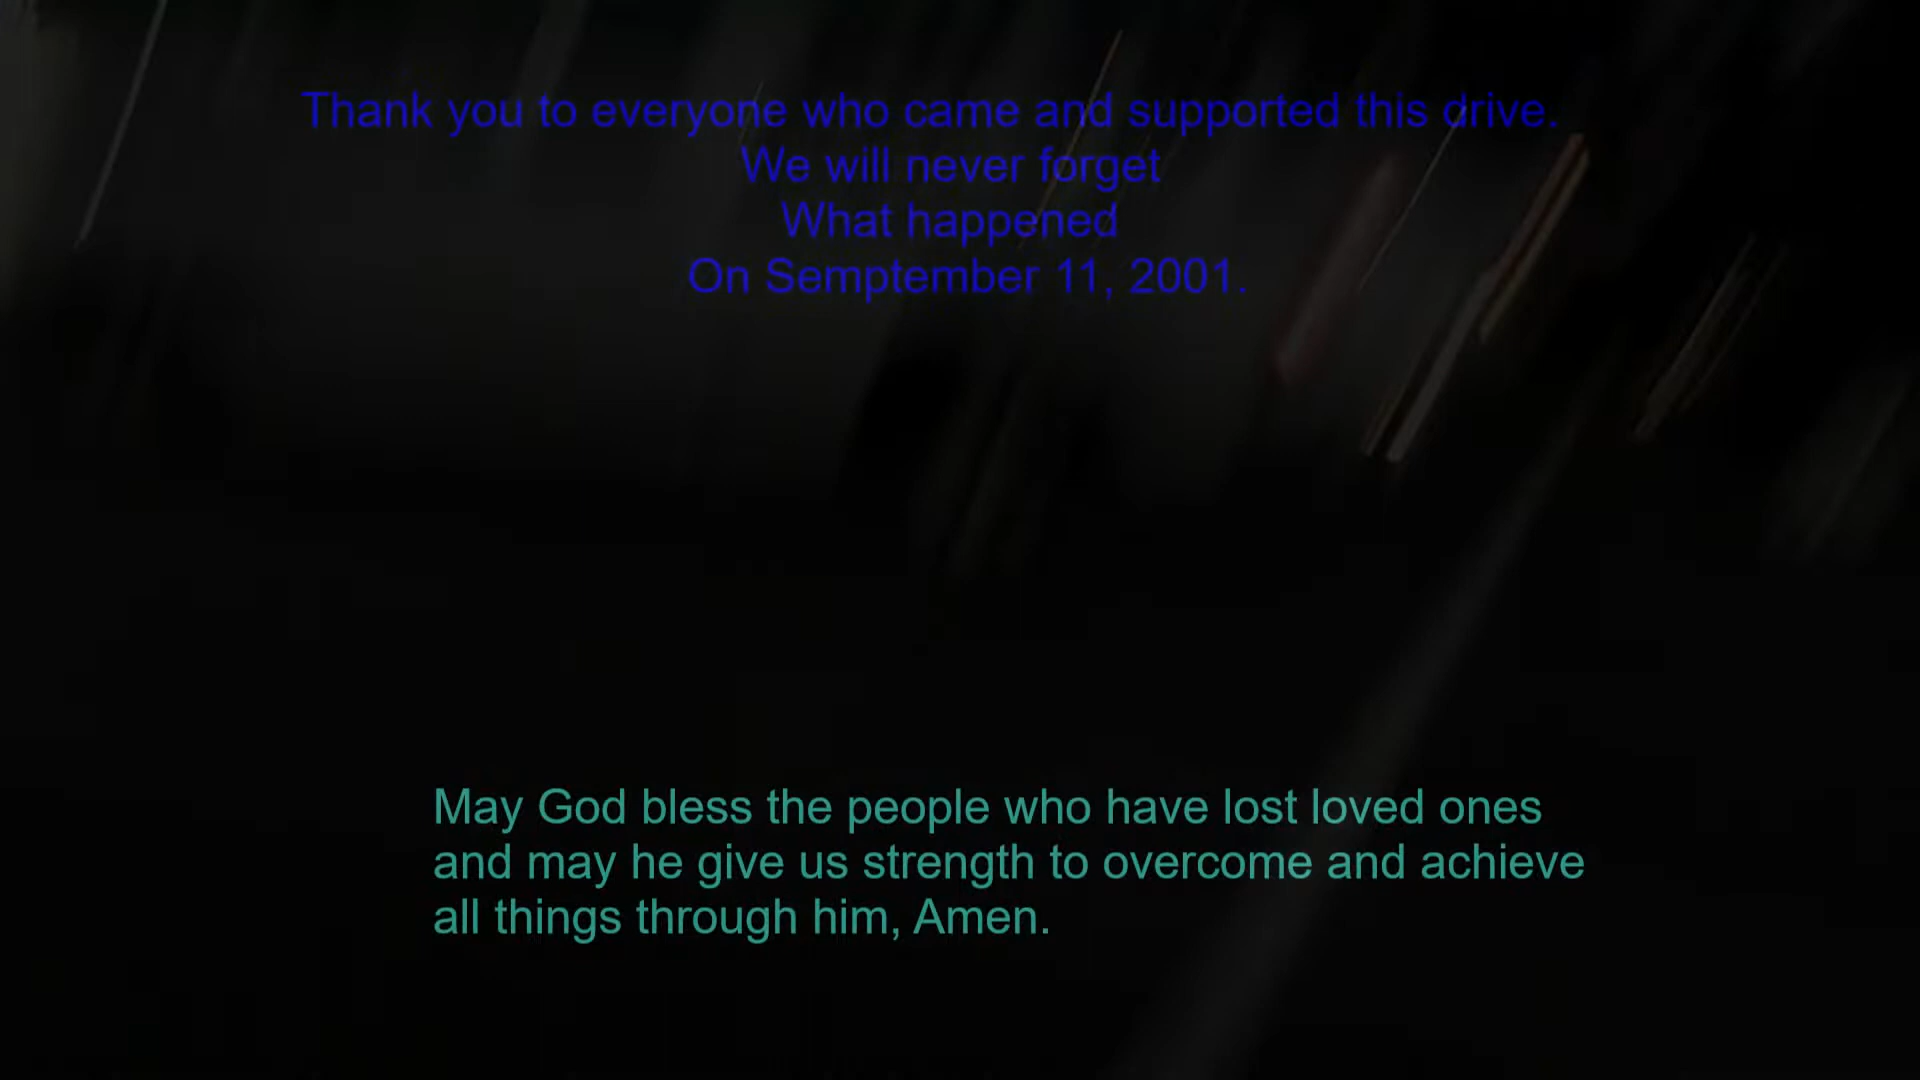 Thank you to everyone who came and supported this drive.
We will never forget
What happened
On Semptember 11, 2001.
May God bless the people who have lost loved ones
and may he give us strength to overcome and achieve
all things through him, Amen.